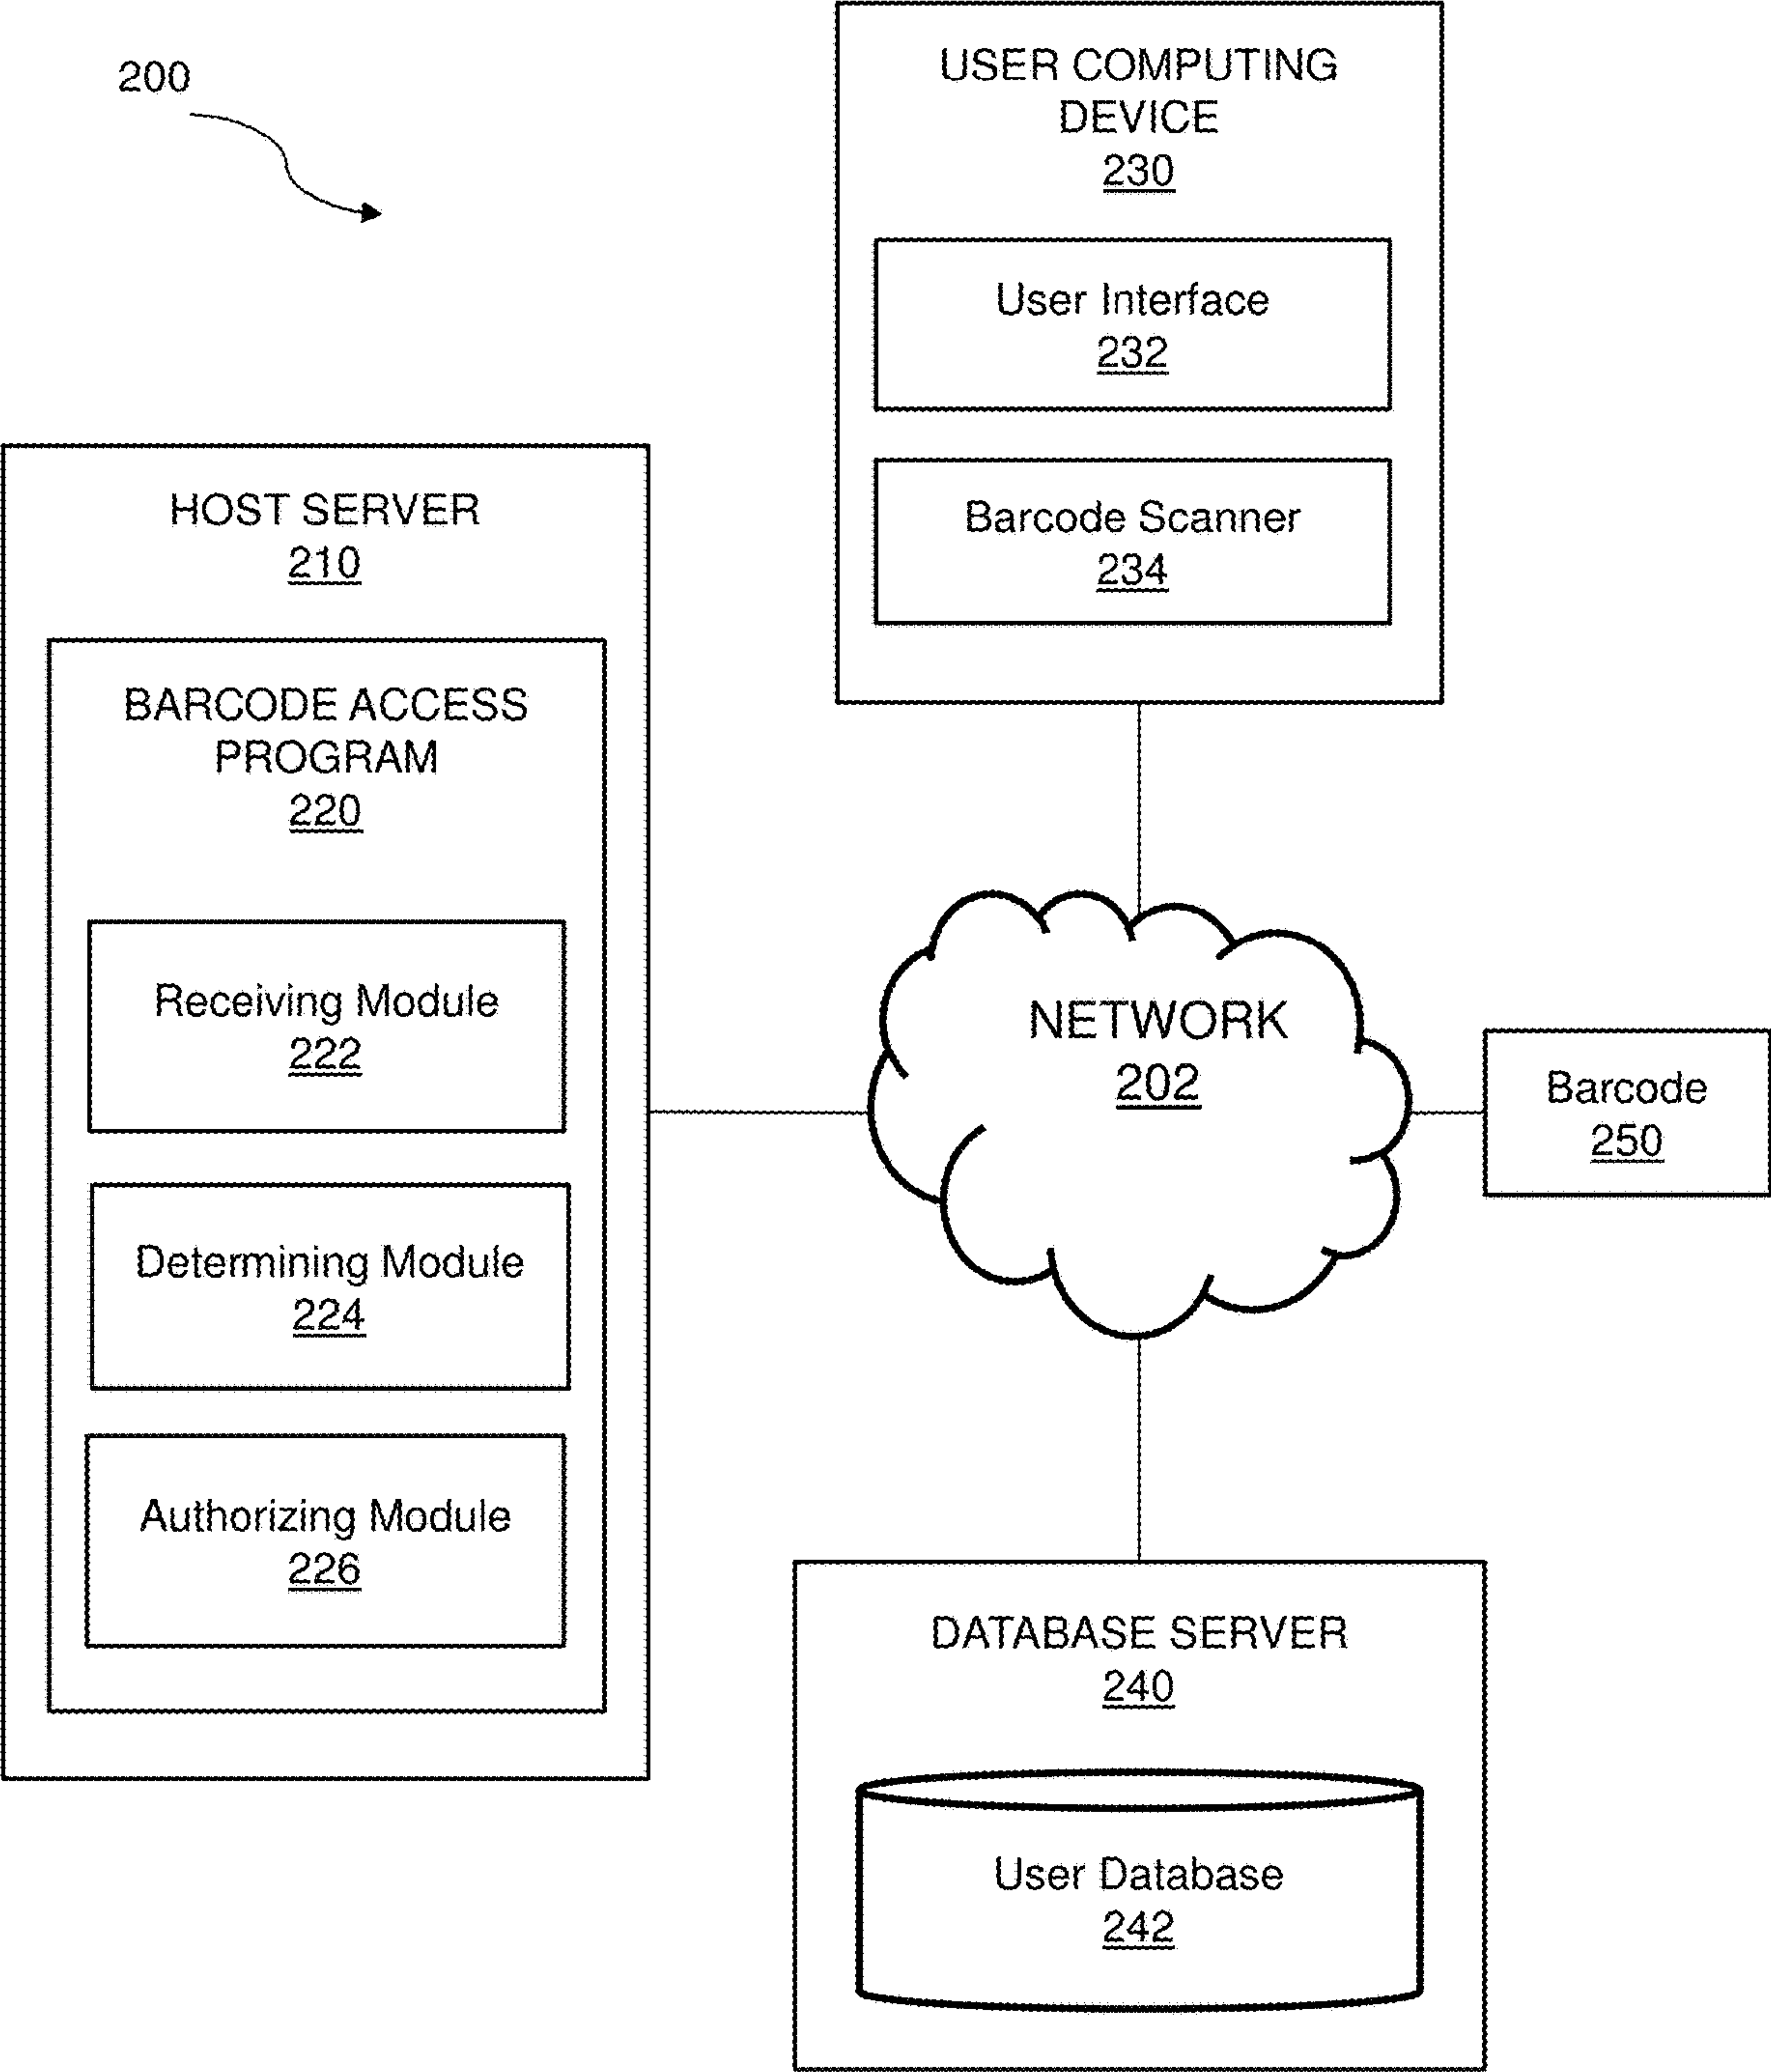 200
USER COMPUTING
DEVICE
230
User Interface
232
Barcode Scanner
234
HOST SERVER
210
BARCODE ACCESS
PROGRAM
220
Receiving Module
222
Determining Module
224
Authorizing Module
226
NETWORK
202
Barcode
250
DATABASE SERVER
240
User Database
242